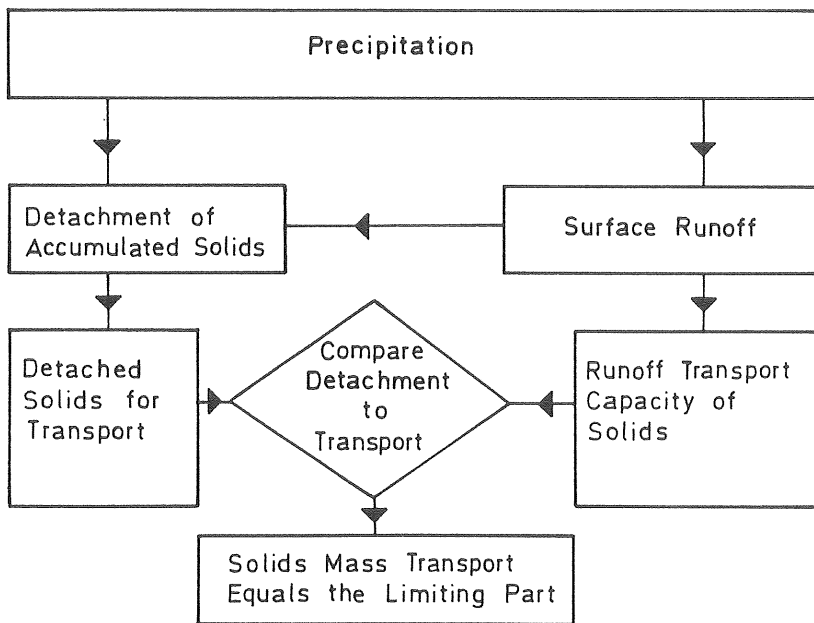 Precipitation
Detachment of
Accumulated Solids
Surface Runoff
Detached
Solids for
Transport
Compare
Detachment
to
Transport
Runoff Transport
Capacity of
Solids
Solids Mass Transport
Equals the Limiting Part